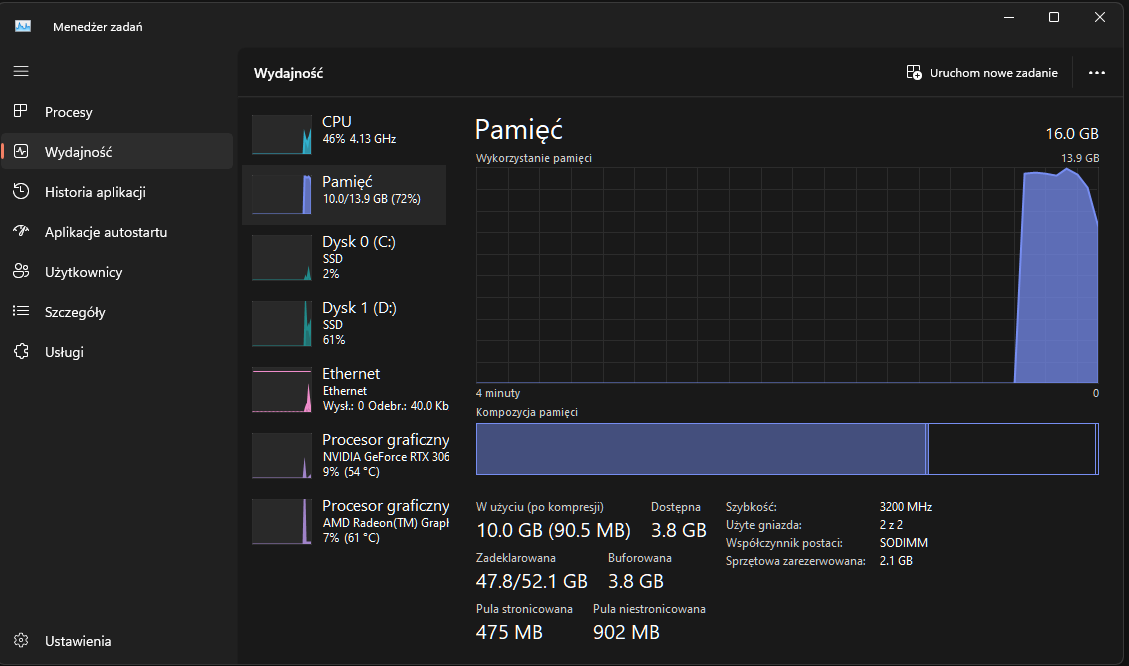 Menedżer zadań
Procesy
Wydajność
Historia aplikacji
Aplikacje autostartu
Użytkownicy
Szczegóły
Usługi
Ustawienia
Wydajność
Uruchom nowe zadanie
CPU
46% 4.13 GHz
Pamięć
10.0/13.9 GB (72%)
Dysk 0 (C:)
SSD
2%
Dysk 1 (D:)
SSD
61%
Ethernet
Ethernet
Wysł.: 0 Odebr.: 40.0 Kb
Procesor graficzny
NVIDIA GeForce RTX 306
9% (54 °C)
Procesor graficzny
AMD Radeon(TM) Graph
7% (61 °C)
Pamięć
16.0 GB
Wykorzystanie pamięci
13.9 GB
4 minuty
0
Kompozycja pamięci
W użyciu (po kompresji)
10.0 GB (90.5 MB)
Dostępna
3.8 GB
Zadeklarowana
47.8/52.1 GB
Buforowana
3.8 GB
Pula stronicowana
475 MB
Pula niestronicowana
902 MB
Szybkość: 3200 MHz
Użyte gniazda: 2 z 2
Współczynnik postaci: SODIMM
Sprzętowa zarezerwowana: 2.1 GB